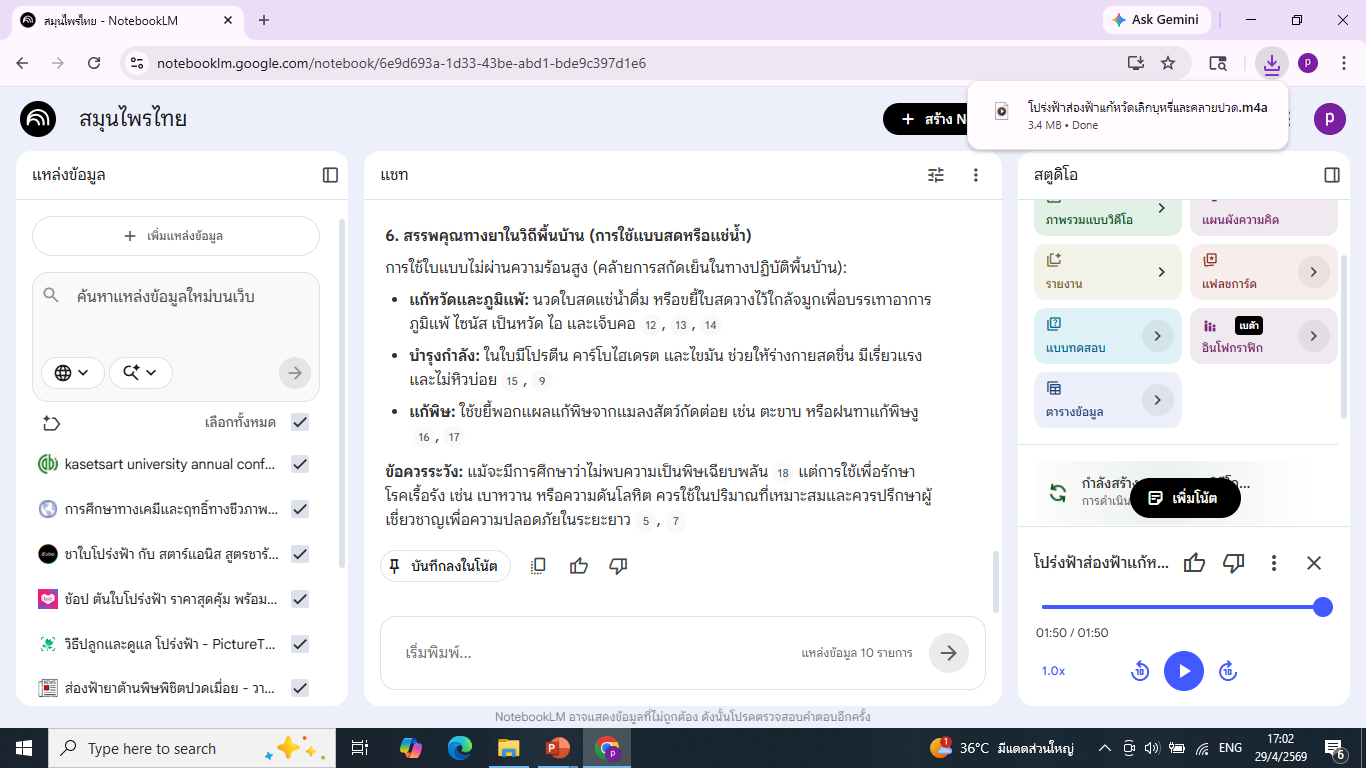 สมุนไพรไทย - NotebookLM
Ask Gemini
notebooklm.google.com/notebook/6e9d693a-1d33-43be-abd1-bde9c397d1e6
p
สมุนไพรไทย
สร้าง N
โปร่งฟ้าส่องฟ้าแก้หวัดเลิกบุหรี่และคลายปวด.m4a
3.4 MB • Done
p
แหล่งข้อมูล
เพิ่มแหล่งข้อมูล
ค้นหาแหล่งข้อมูลใหม่บนเว็บ
เลือกทั้งหมด
kasetsart university annual conf...
การศึกษาทางเคมีและฤทธิ์ทางชีวภาพ...
ชาใบโปร่งฟ้า กับ สตาร์แอนิส สูตรชารั...
ช้อป ต้นใบโปร่งฟ้า ราคาสุดคุ้ม พร้อม...
วิธีปลูกและดูแล โปร่งฟ้า - PictureT...
ส่องฟ้ายาต้านพิษพิชิตปวดเมื่อย - วา...
แชท
6. สรรพคุณทางยาในวิถีพื้นบ้าน (การใช้แบบสดหรือแช่น้ำ)
การใช้ใบแบบไม่ผ่านความร้อนสูง (คล้ายการสกัดเย็นในทางปฏิบัติพื้นบ้าน):
• แก้หวัดและภูมิแพ้: นวดใบสดแช่น้ำดื่ม หรือขยี้ใบสดวางไว้ใกล้จมูกเพื่อบรรเทาอาการ
ภูมิแพ้ ไซนัส เป็นหวัด ไอ และเจ็บคอ 12 , 13 , 14
• บำรุงกำลัง: ในใบมีโปรตีน คาร์โบไฮเดรต และไขมัน ช่วยให้ร่างกายสดชื่น มีเรี่ยวแรง
และไม่หิวบ่อย 15 , 9
• แก้พิษ: ใช้ขยี้พอกแผลแก้พิษจากแมลงสัตว์กัดต่อย เช่น ตะขาบ หรือฝนทาแก้พิษงู
16 , 17
ข้อควรระวัง: แม้จะมีการศึกษาว่าไม่พบความเป็นพิษเฉียบพลัน 18 แต่การใช้เพื่อรักษา
โรคเรื้อรัง เช่น เบาหวาน หรือความดันโลหิต ควรใช้ในปริมาณที่เหมาะสมและควรปรึกษาผู้
เชี่ยวชาญเพื่อความปลอดภัยในระยะยาว 5 , 7
บันทึกลงในโน้ต
เริ่มพิมพ์...
แหล่งข้อมูล 10 รายการ
NotebookLM อาจแสดงข้อมูลที่ไม่ถูกต้อง ดังนั้นโปรดตรวจสอบคำตอบอีกครั้ง
สตูดิโอ
ภาพรวมแบบวิดีโอ
แผนผังความคิด
รายงาน
แฟลชการ์ด
แบบทดสอบ
เบต้า
อินโฟกราฟิก
ตารางข้อมูล
กำลังสร้าง
การดำเนิน
เพิ่มโน้ต
โปร่งฟ้าส่องฟ้าแก้ห...
01:50 / 01:50
1.0x
10
10
Type here to search
1
36°C มีแดดส่วนใหญ่
ENG
17:02
29/4/2569
6